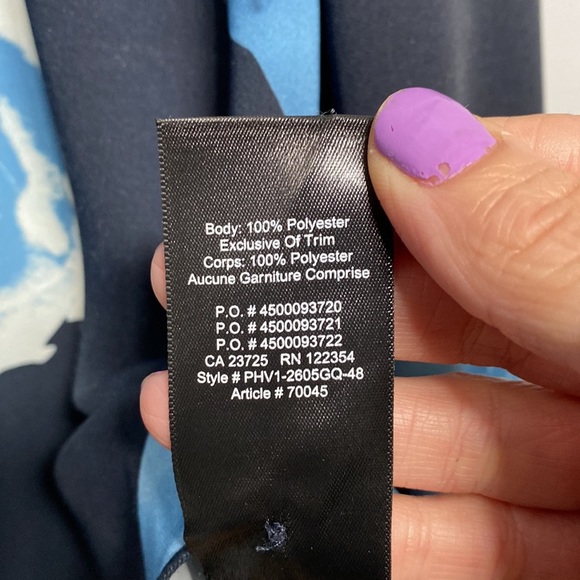 Body: 100% Polyester
Exclusive Of Trim
Corps: 100% Polyester
Aucune Garniture Comprise
P.O. # 4500093720
P.O. # 4500093721
P.O. # 4500093722
CA 23725 RN 122354
Style # PHV1-2605GQ-48
Article # 70045